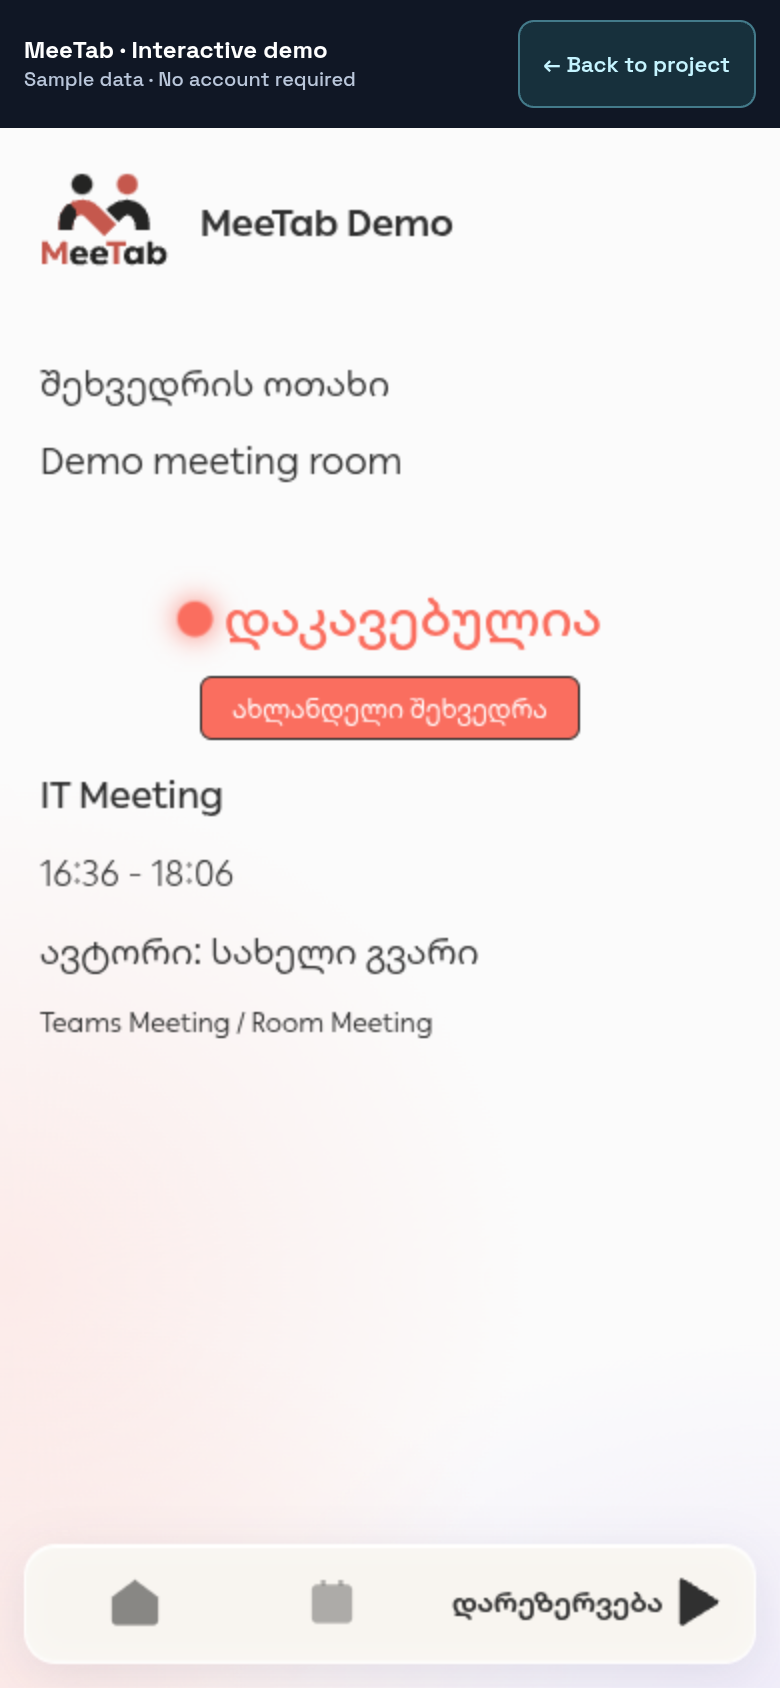 MeeTab · Interactive demo
Sample data · No account required
← Back to project
MeeTab
MeeTab Demo
შეხვედრის ოთახი
Demo meeting room
დაკავებულია
ახლანდელი შეხვედრა
IT Meeting
16:36 - 18:06
ავტორი: სახელი გვარი
Teams Meeting / Room Meeting
დარეზერვება